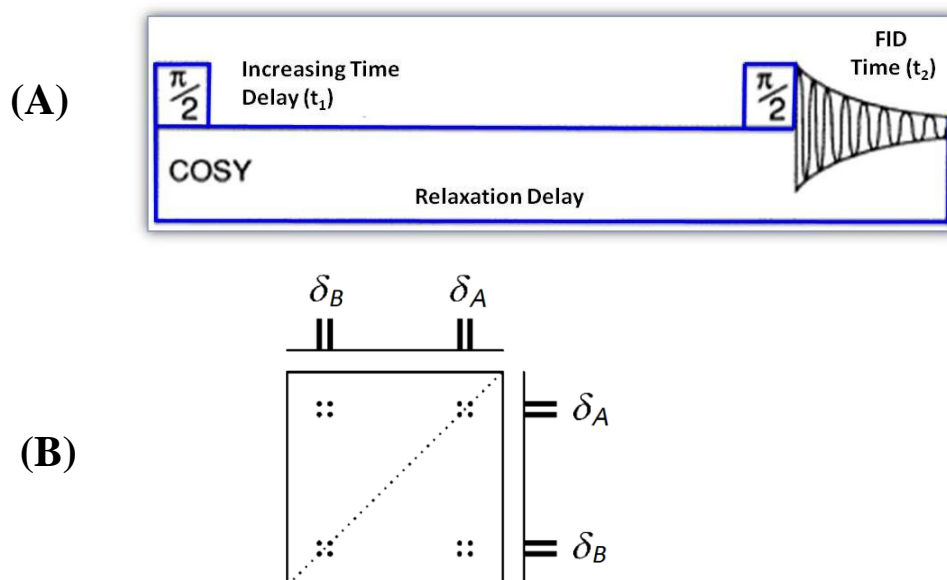 (A)
π/2
Increasing Time
Delay (t₁)
π/2
FID
Time (t₂)
COSY
Relaxation Delay
(B)
δB δA
δA
δB